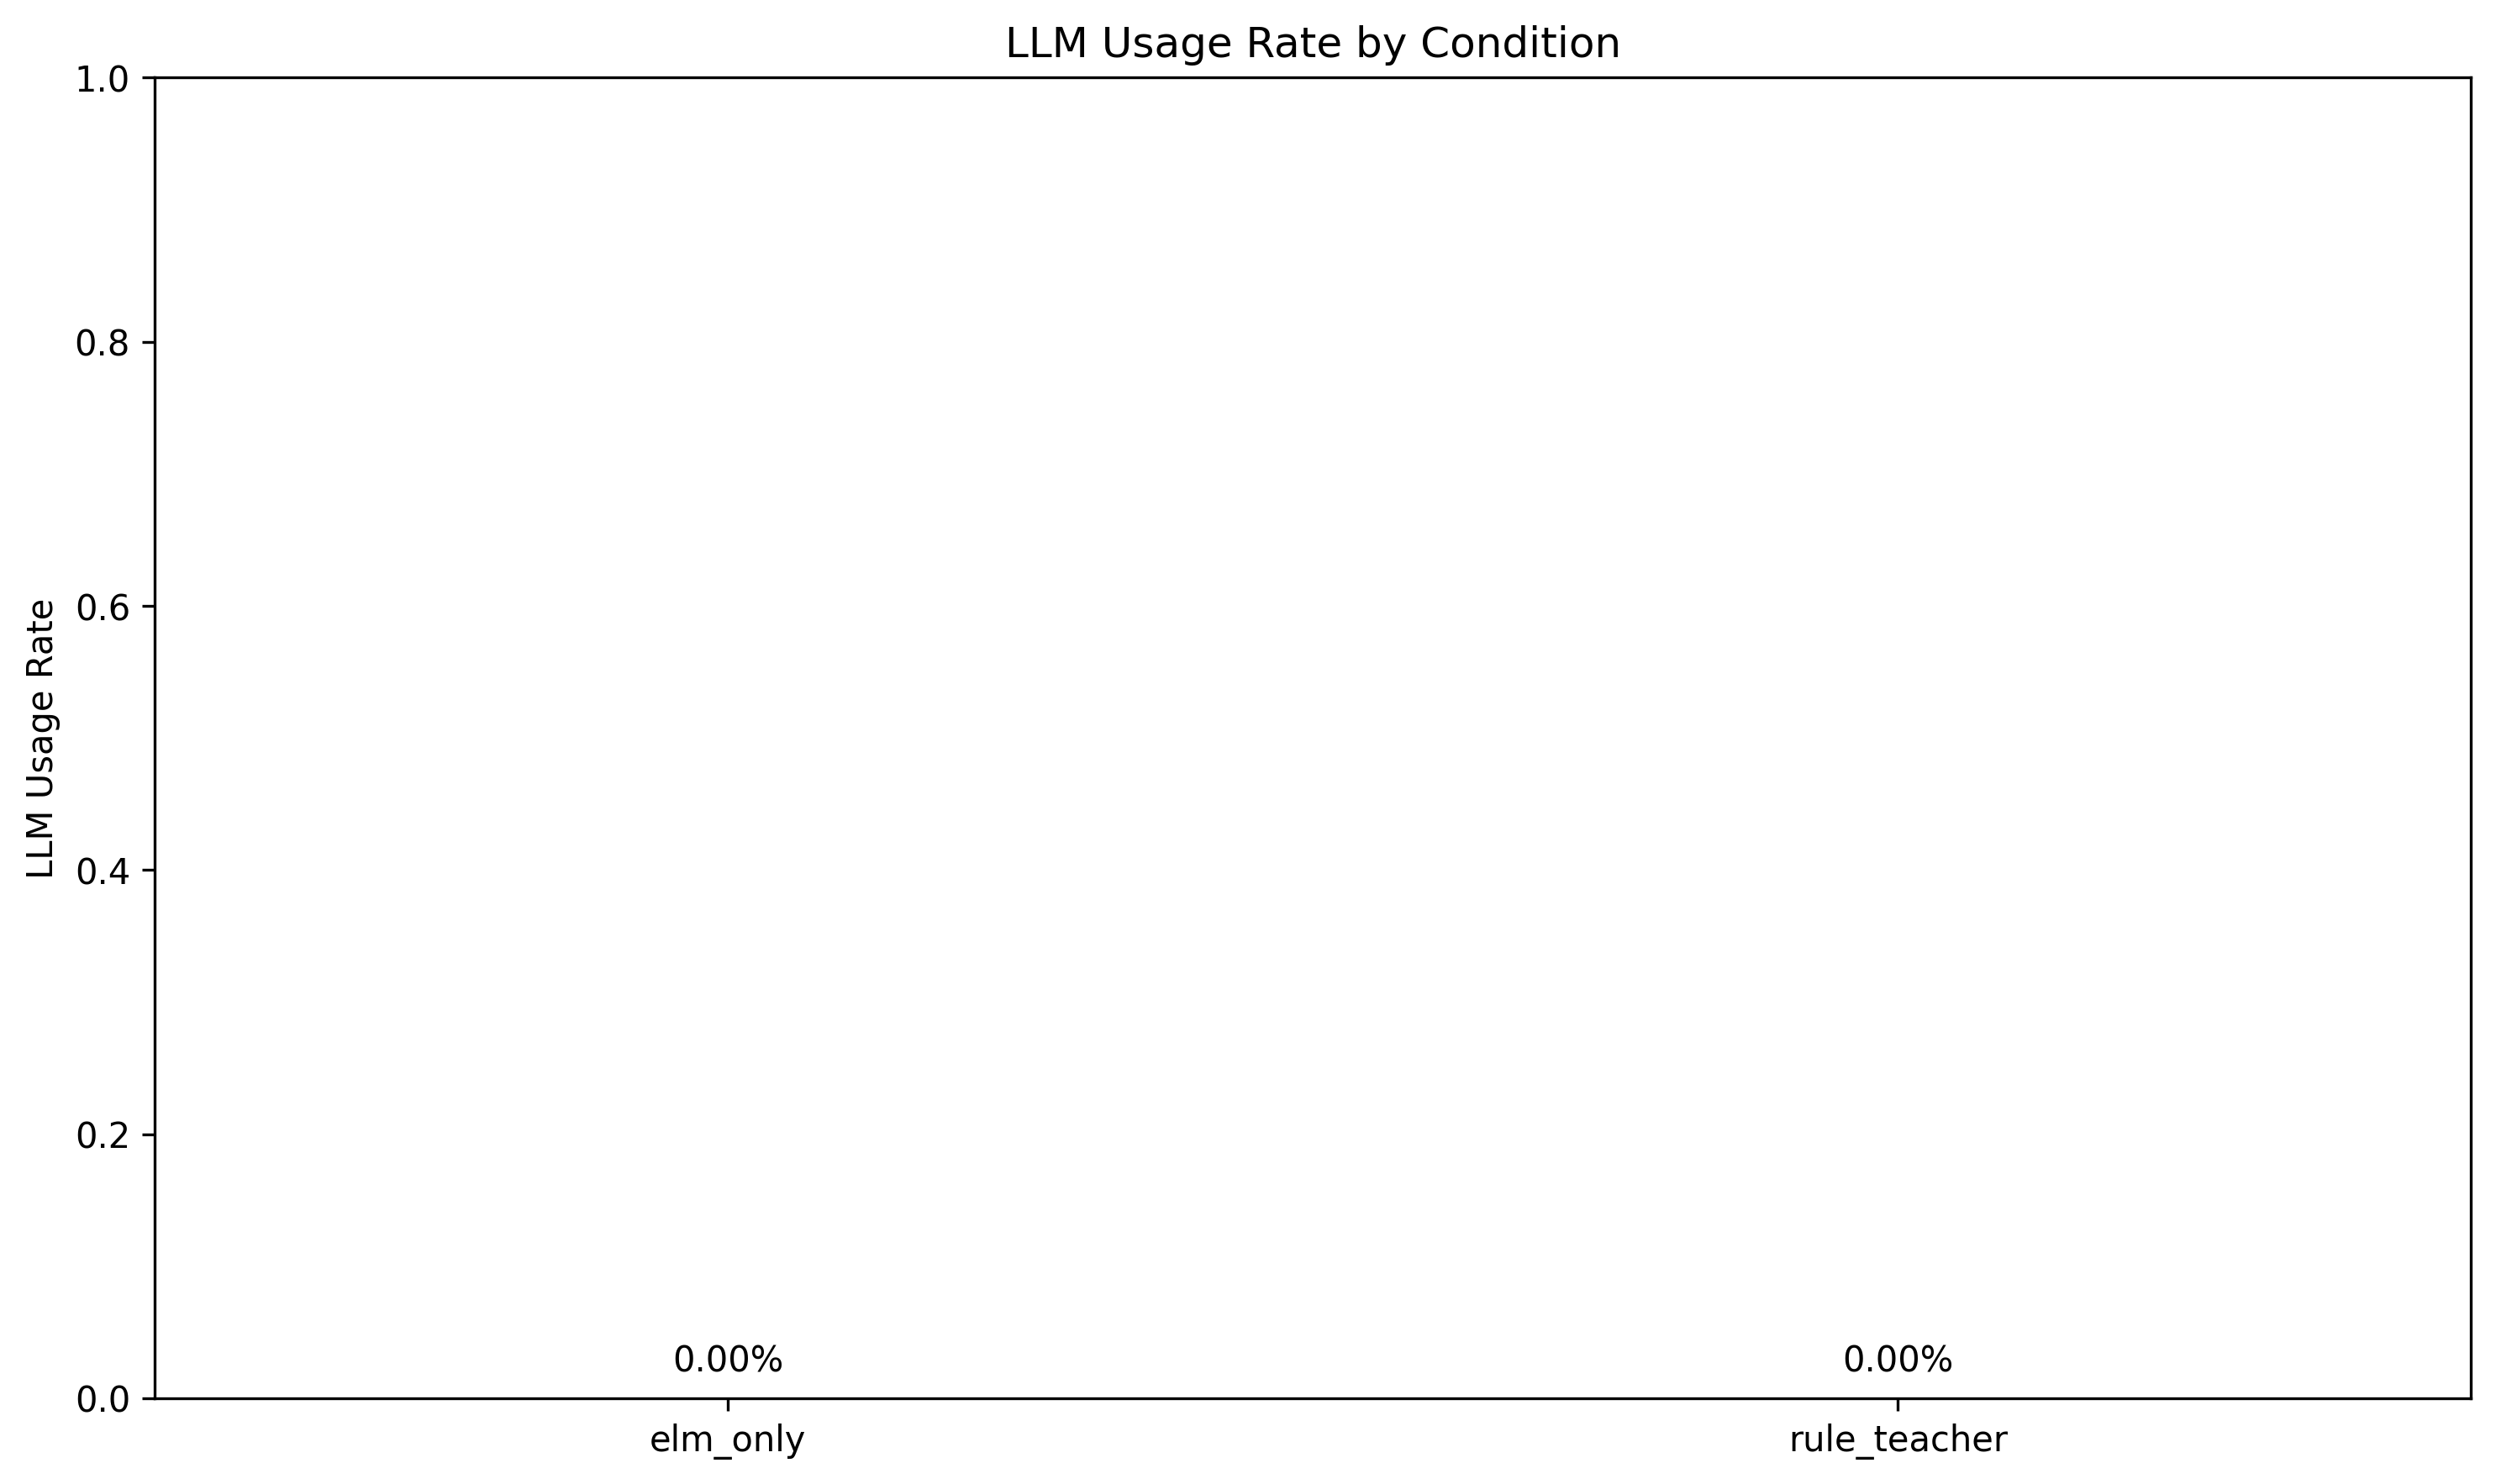 LLM Usage Rate by Condition
LLM Usage Rate
1.0
0.8
0.6
0.4
0.2
0.0
0.00%
0.00%
elm_only
rule_teacher